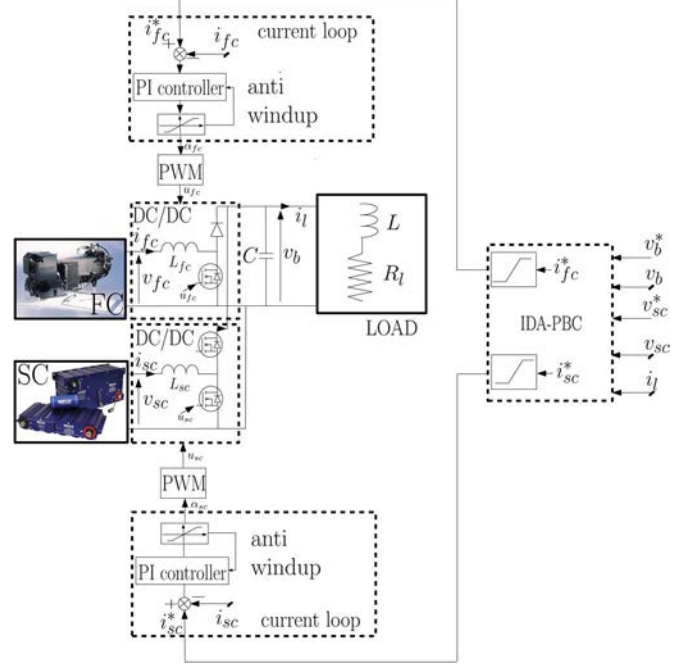 i*fc + − ifc current loop
PI controller anti
windup
αfc
PWM
ufc
DC/DC
ifc
Lfc
vfc
ufc
FC
C
vb
il
L
Rl
LOAD
DC/DC
SC
isc
Lsc
vsc
usc
usc
PWM
αsc
anti
PI controller windup
+ −
i*sc isc current loop
i*fc
IDA-PBC
i*sc
v*b
vb
v*sc
vsc
il